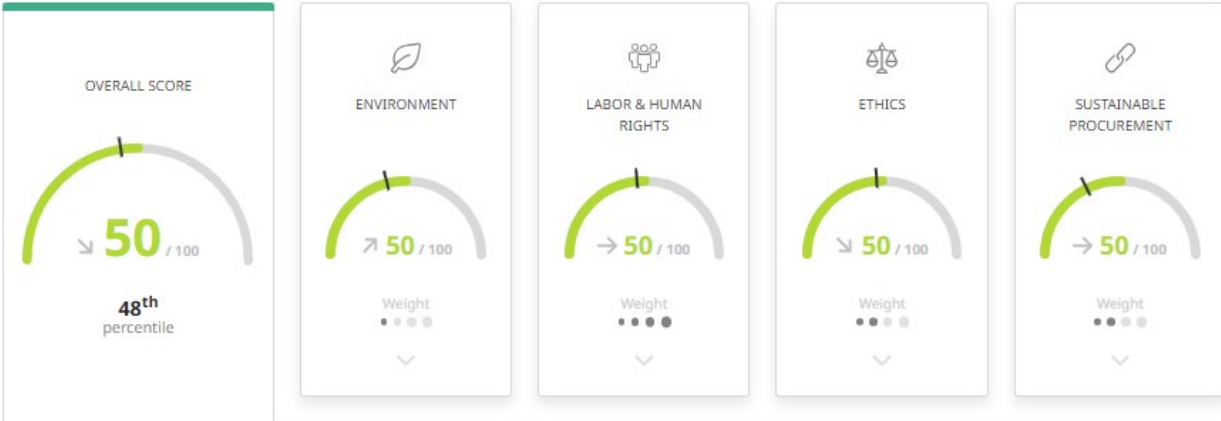 OVERALL SCORE
50 / 100
48th
percentile
ENVIRONMENT
50 / 100
Weight
LABOR & HUMAN
RIGHTS
50 / 100
Weight
ETHICS
50 / 100
Weight
SUSTAINABLE
PROCUREMENT
50 / 100
Weight